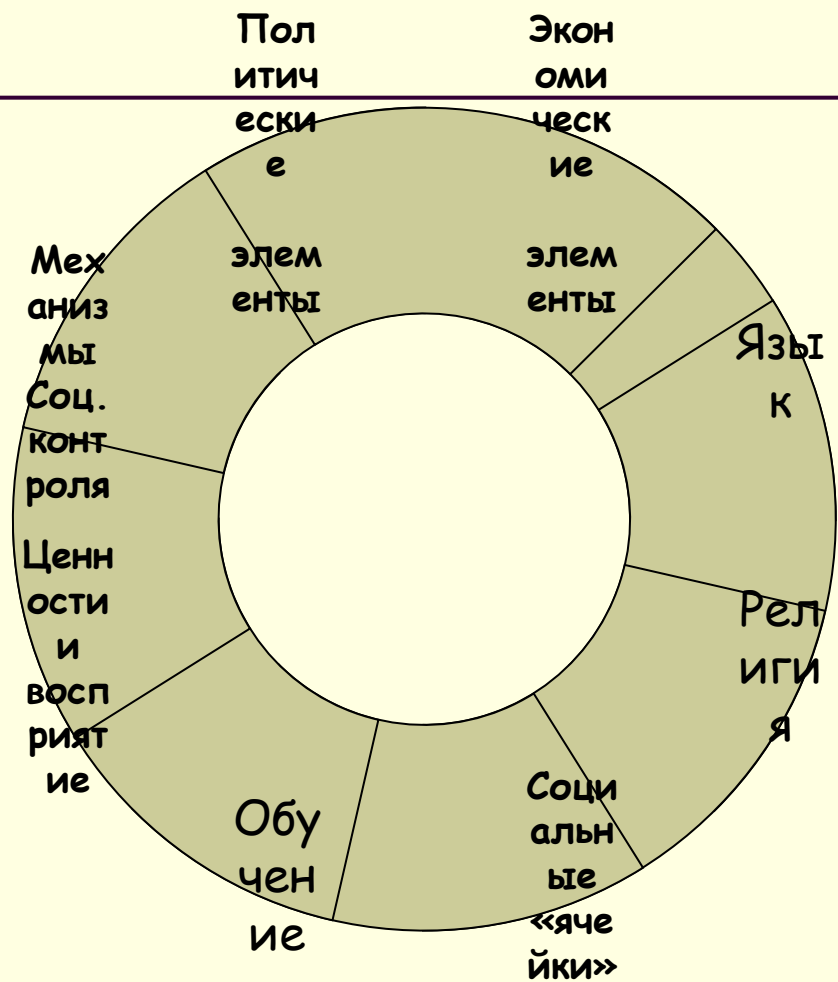 Пол
итич
ески
е
элем
енты
Экон
оми
ческ
ие
элем
енты
Язы
к
Рел
иги
я
Соци
альн
ые
«яче
йки»
Обу
чен
ие
Ценн
ости
и
восп
рият
ие
Мех
аниз
мы
Соц.
конт
роля